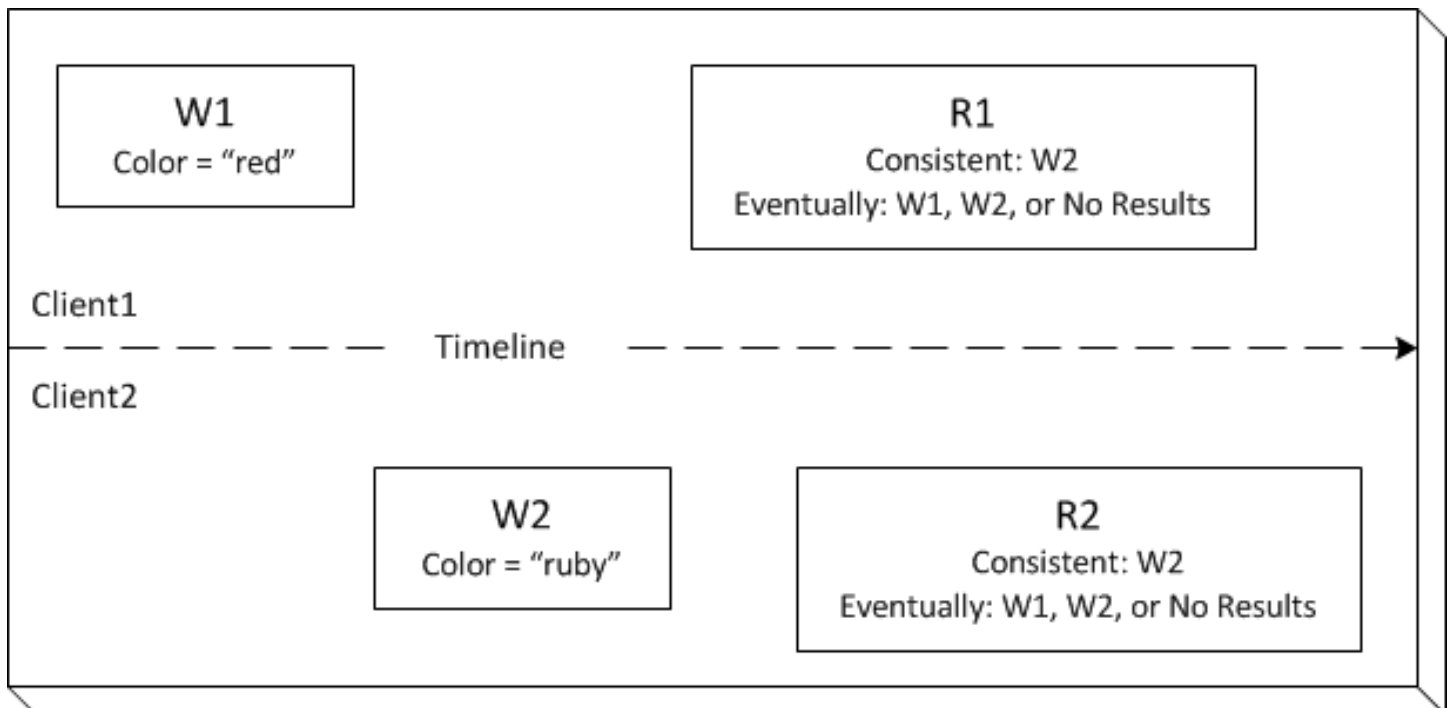 W1
Color = “red”
R1
Consistent: W2
Eventually: W1, W2, or No Results
Client1
Timeline
Client2
W2
Color = “ruby”
R2
Consistent: W2
Eventually: W1, W2, or No Results